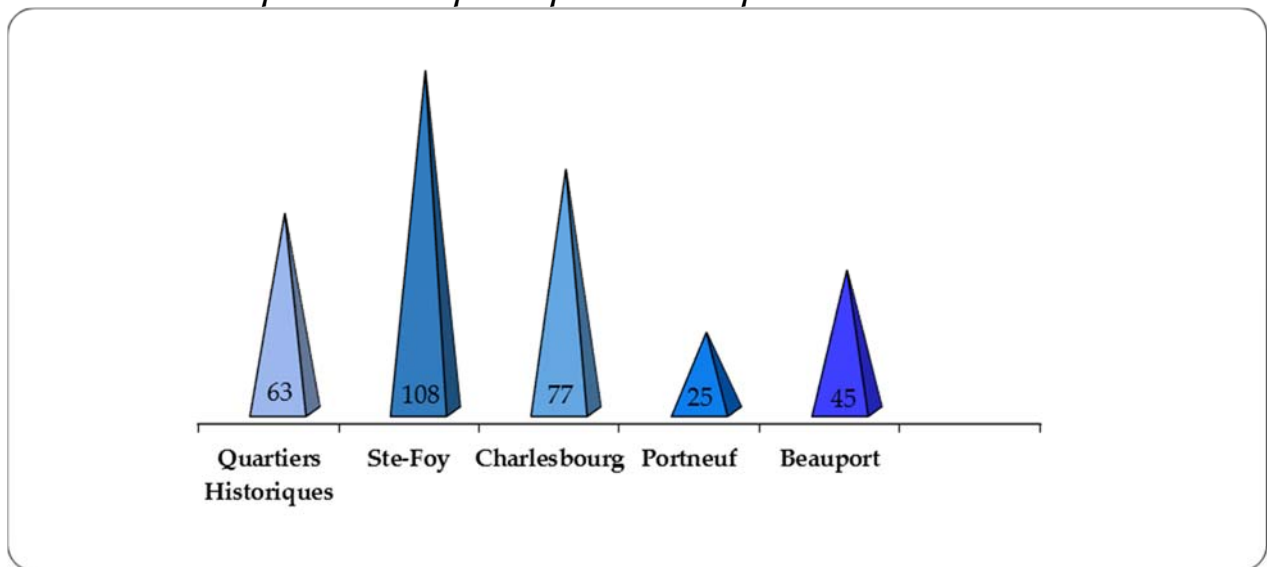 63
108
77
25
45
Quartiers Historiques
Ste-Foy
Charlesbourg
Portneuf
Beauport